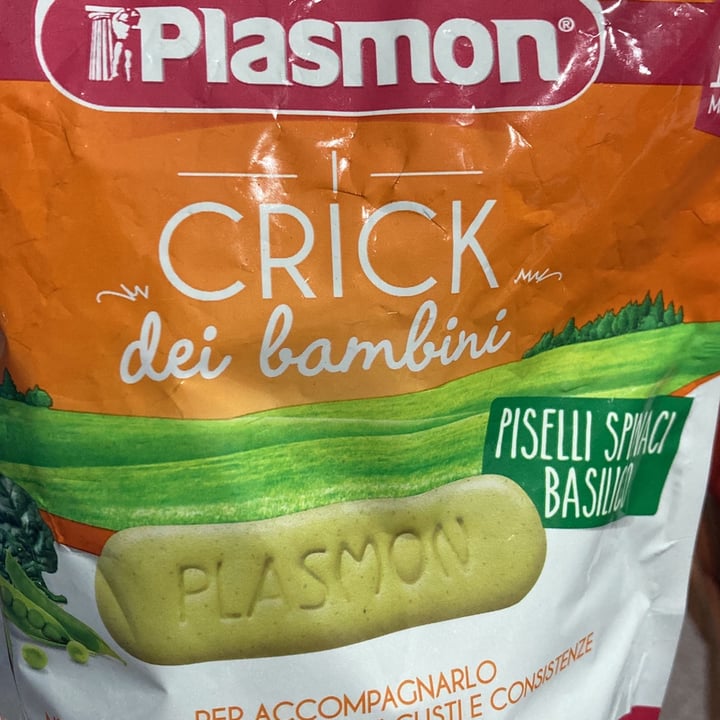 Plasmon®
I
CRICK
dei bambini
PISELLI SPINACI
BASILICO
PLASMON
PER ACCOMPAGNARLO
GUSTI E CONSISTENZE